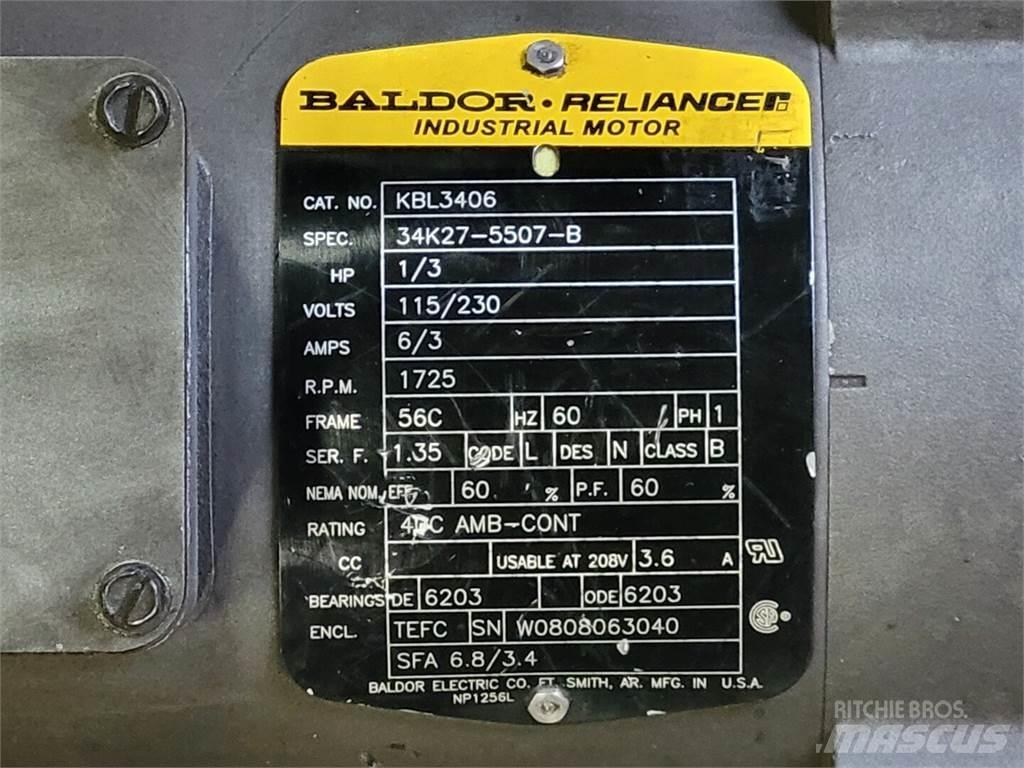 BALDOR • RELIANCE
INDUSTRIAL MOTOR
CAT. NO. KBL3406
SPEC. 34K27-5507-B
HP 1/3
VOLTS 115/230
AMPS 6/3
R.P.M. 1725
FRAME 56C HZ 60 PH 1
SER. F. 1.35 CODE L DES N CLASS B
NEMA NOM. EFF 60 % P.F. 60 %
RATING 40C AMB-CONT
CC USABLE AT 208V 3.6 A
BEARINGS DE 6203 ODE 6203
ENCL. TEFC SN W0808063040
SFA 6.8/3.4
BALDOR ELECTRIC CO. FT. SMITH, AR. MFG. IN U.S.A.
NP1256L
RITCHIE BROS.
MASCUS